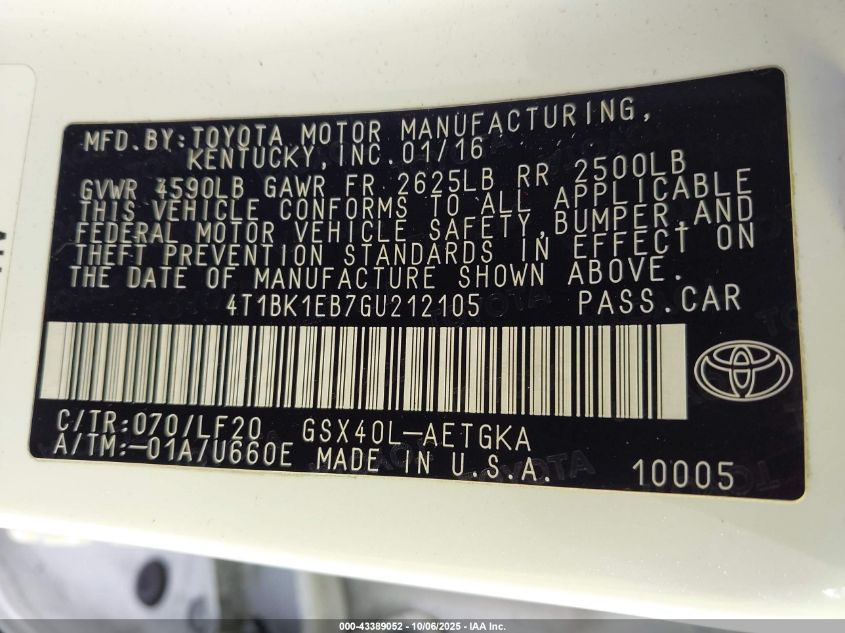 MFD.BY:TOYOTA MOTOR MANUFACTURING,
KENTUCKY,INC.01/16
GVWR 4590LB GAWR FR 2625LB RR 2500LB
THIS VEHICLE CONFORMS TO ALL APPLICABLE
FEDERAL MOTOR VEHICLE SAFETY,BUMPER,AND
THEFT PREVENTION STANDARDS IN EFFECT ON
THE DATE OF MANUFACTURE SHOWN ABOVE.
4T1BK1EB7GU212105 PASS.CAR
C/TR:070/LF20 GSX40L-AETGKA
A/TM:-01A/U660E MADE IN U.S.A. 10005
000-43389052 - 10/06/2025 - IAA Inc.